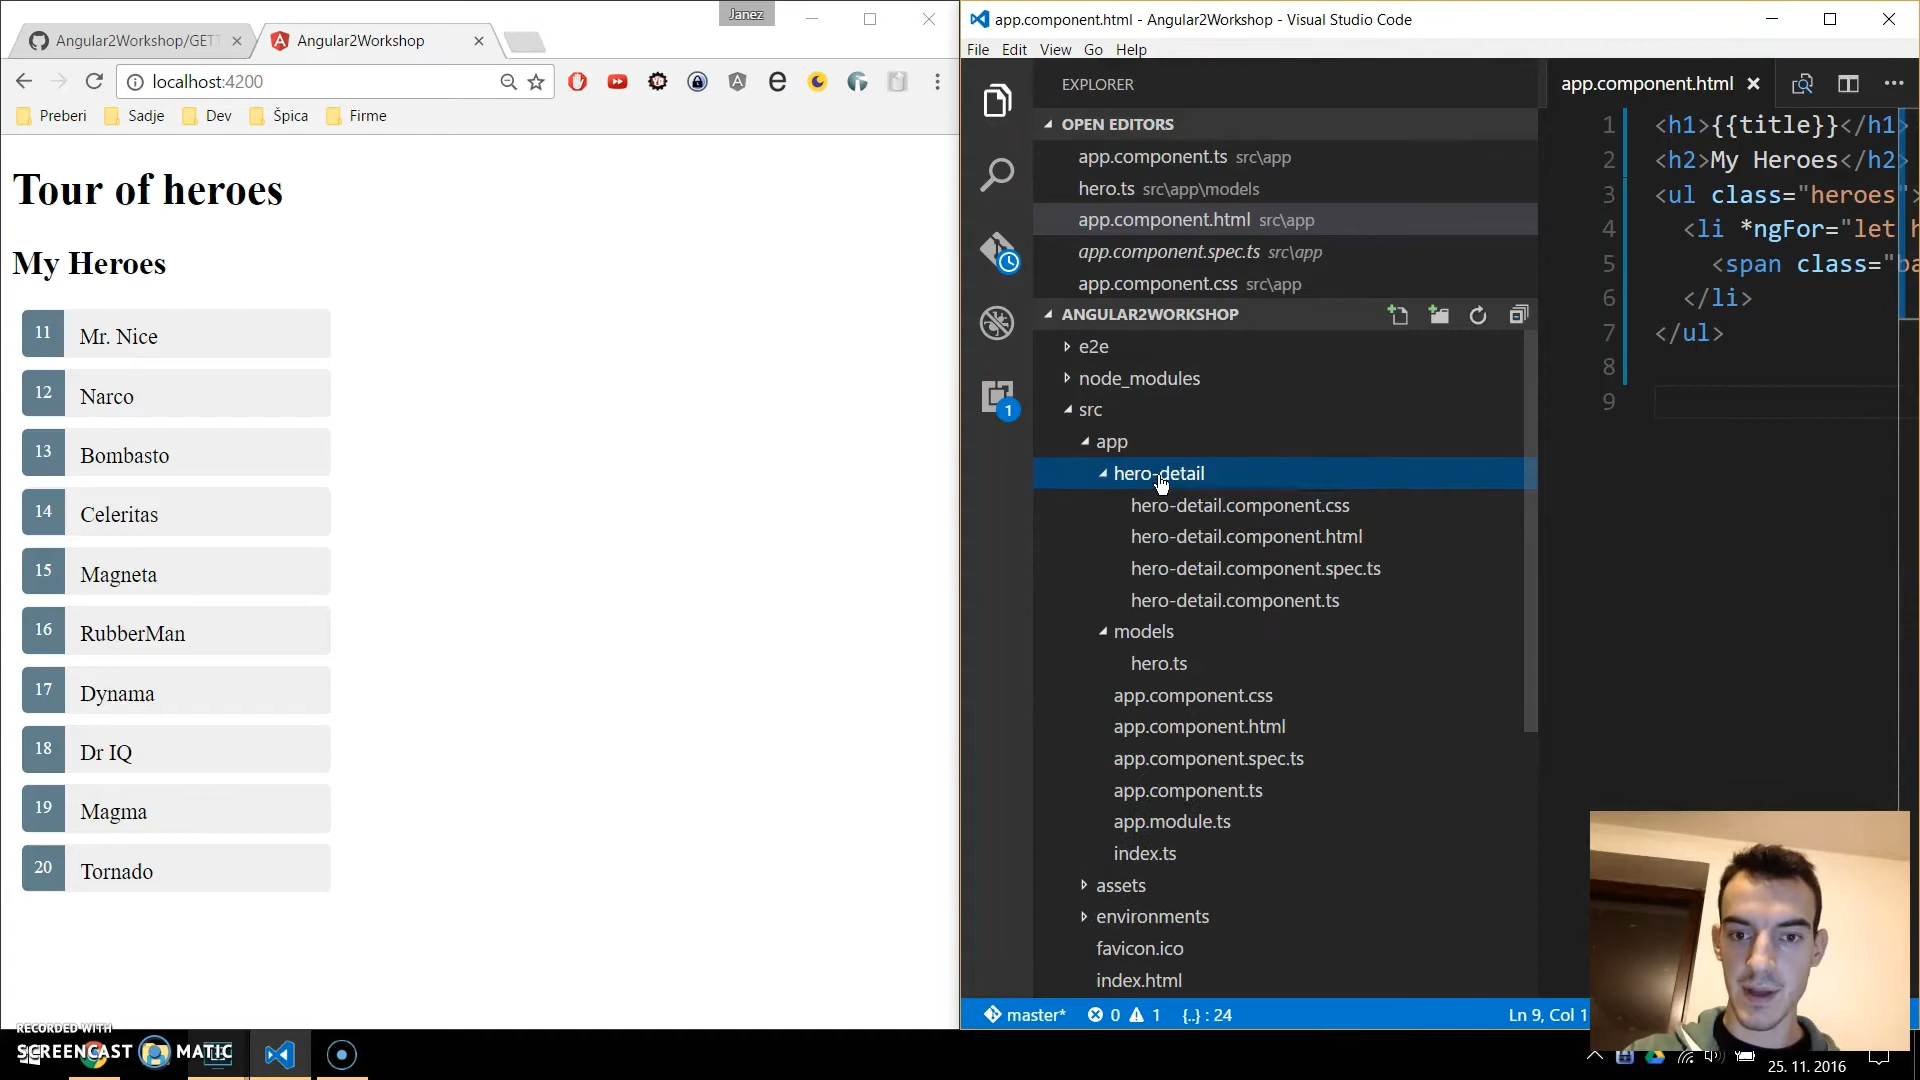 Janez
Angular2Workshop/GETT
Angular2Workshop
localhost:4200
Preberi
Sadje
Dev
Špica
Firme
Tour of heroes
My Heroes
11 Mr. Nice
12 Narco
13 Bombasto
14 Celeritas
15 Magneta
16 RubberMan
17 Dynama
18 Dr IQ
19 Magma
20 Tornado
app.component.html - Angular2Workshop - Visual Studio Code
File Edit View Go Help
EXPLORER
OPEN EDITORS
app.component.ts src\app
hero.ts src\app\models
app.component.html src\app
app.component.spec.ts src\app
app.component.css src\app
ANGULAR2WORKSHOP
e2e
node_modules
src
app
hero-detail
hero-detail.component.css
hero-detail.component.html
hero-detail.component.spec.ts
hero-detail.component.ts
models
hero.ts
app.component.css
app.component.html
app.component.spec.ts
app.component.ts
app.module.ts
index.ts
assets
environments
favicon.ico
index.html
1
app.component.html
1 <h1>{{title}}</h1>
2 <h2>My Heroes</h2>
3 <ul class="heroes">
4 <li *ngFor="let h
5 <span class="ba
6 </li>
7 </ul>
8
9
master* 0 1 {..} : 24 Ln 9, Col 1
RECORDED WITH
SCREENCAST MATIC
25. 11. 2016